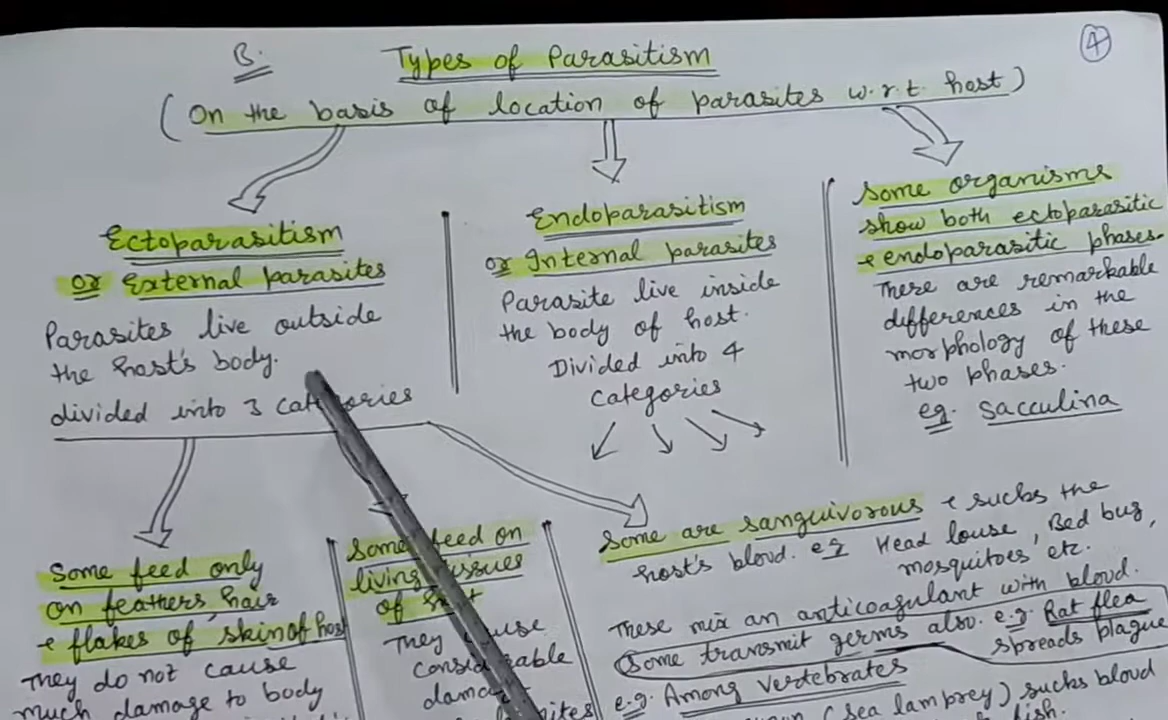 B. Types of Parasitism
4
(On the basis of location of parasites w.r.t host)
Ectoparasitism
or External parasites
Parasites live outside
the host's body.
divided into 3 categories
Endoparasitism
or Internal parasites
Parasite live inside
the body of host.
Divided into 4
Categories
Some organisms
show both ectoparasitic
& endoparasitic phases.
There are remarkable
differences in the
morphology of these
two phases.
eg. Sacculina
Some feed only
on feathers, hair
& flakes of skin of host
They do not cause
much damage to body
Some feed on
living tissues
of
They cause
considerable
Some are sanguivorous & sucks the
host's bloud. eg Head louse, Bed bug,
mosquitoes etc.
These mix an anticoagulant with bloud.
Some transmit germs also. e.g Rat flea
spreads plague
e.g. Among vertebrates
(sea lamprey) sucks bloud